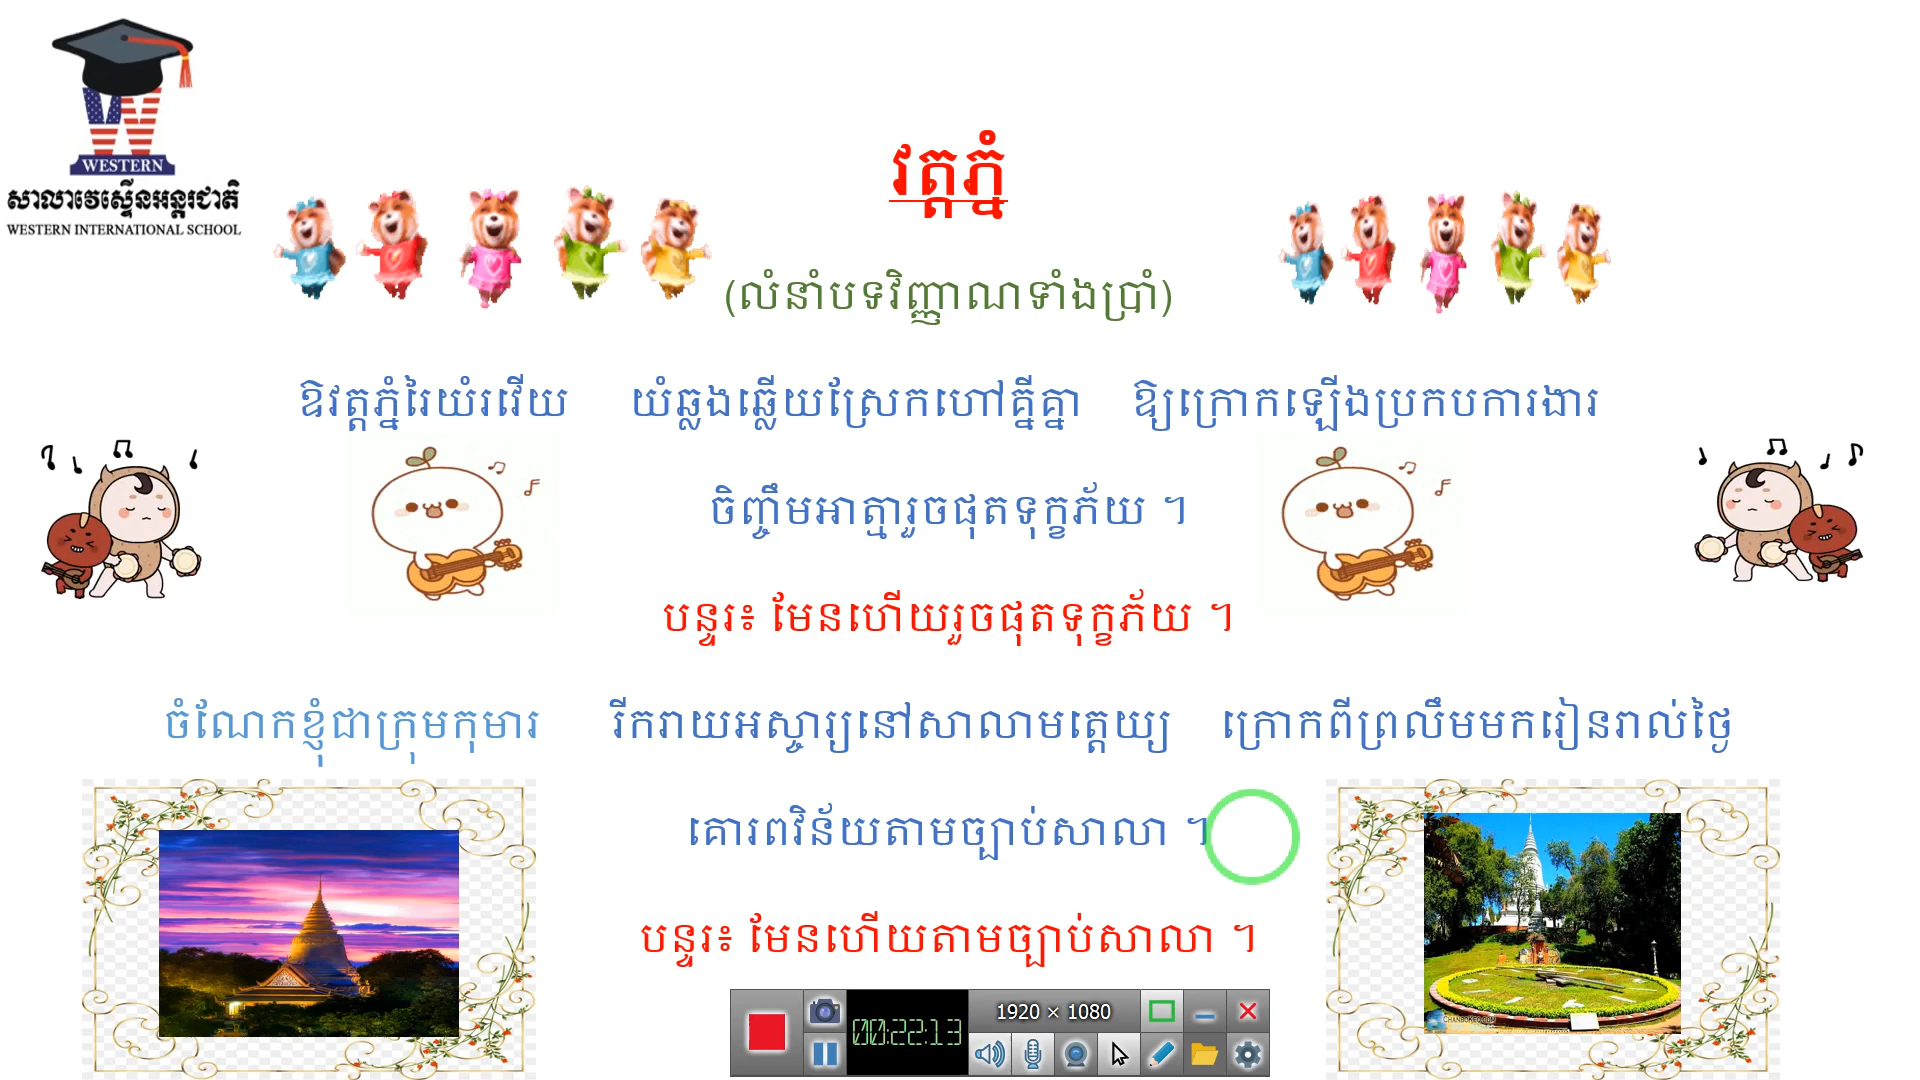 WESTERN
សាលាវេស្ទើនអន្តរជាតិ
WESTERN INTERNATIONAL SCHOOL
វត្តភ្នំ
(លំនាំបទវិញ្ញាណទាំងប្រាំ)
ឱវត្តភ្នំរៃយំរវើយ យំឆ្លងឆ្លើយស្រែកហៅគ្នីគ្នា ឱ្យក្រោកឡើងប្រកបការងារ
ចិញ្ចឹមអាត្មារួចផុតទុក្ខភ័យ ។
បន្ទរ៖ មែនហើយរួចផុតទុក្ខភ័យ ។
ចំណែកខ្ញុំជាក្រុមកុមារ រីករាយអស្ចារ្យនៅសាលាមត្តេយ្យ ក្រោកពីព្រលឹមមករៀនរាល់ថ្ងៃ
គោរពវិន័យតាមច្បាប់សាលា ។
បន្ទរ៖ មែនហើយតាមច្បាប់សាលា ។
00:22:13
1920 × 1080